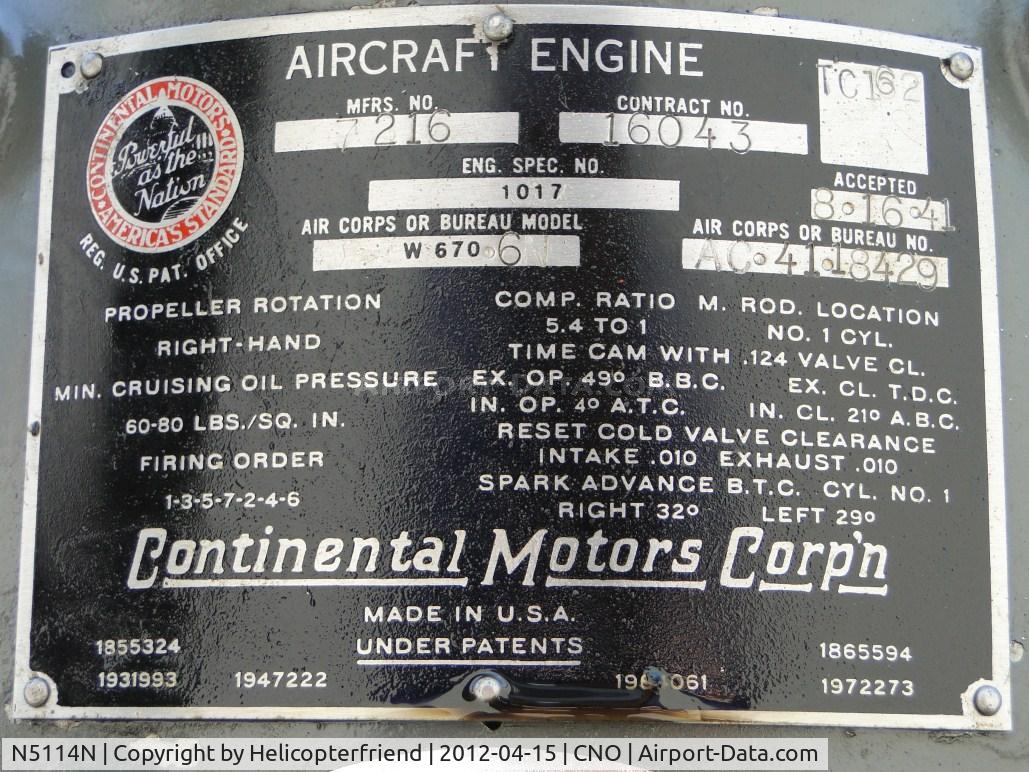 AIRCRAFT ENGINE
TC162
MFRS. NO.
CONTRACT NO.
7216
16043
ENG. SPEC. NO.
1017
ACCEPTED
8·16·41
AIR CORPS OR BUREAU MODEL
AIR CORPS OR BUREAU NO.
W 670·6
AC·41·18429
CONTINENTAL MOTORS
Powerful
as the
Nation
AMERICA'S STANDARD
REG. U.S. PAT. OFFICE
PROPELLER ROTATION
RIGHT-HAND
MIN. CRUISING OIL PRESSURE
60-80 LBS./SQ. IN.
FIRING ORDER
1-3-5-7-2-4-6
COMP. RATIO M. ROD. LOCATION
5.4 TO 1 NO. 1 CYL.
TIME CAM WITH .124 VALVE CL.
EX. OP. 49° B.B.C. EX. CL. T.D.C.
IN. OP. 4° A.T.C. IN. CL. 21° A.B.C.
RESET COLD VALVE CLEARANCE
INTAKE .010 EXHAUST .010
SPARK ADVANCE B.T.C. CYL. NO. 1
RIGHT 32° LEFT 29°
Continental Motors Corp'n
MADE IN U.S.A.
UNDER PATENTS
1855324
1865594
1931993 1947222
1972273
N5114N | Copyright by Helicopterfriend | 2012-04-15 | CNO | Airport-Data.com